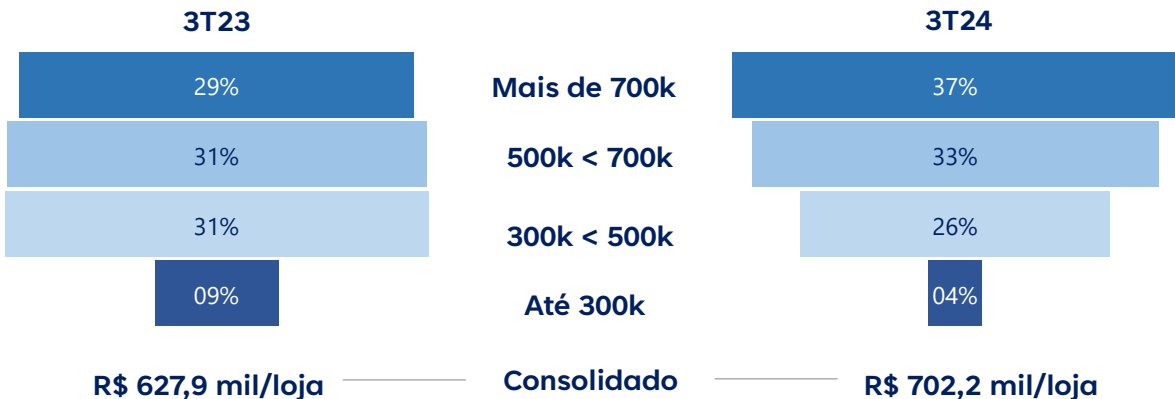 3T23
3T24
29%
Mais de 700k
37%
31%
500k < 700k
33%
31%
300k < 500k
26%
09%
Até 300k
04%
R$ 627,9 mil/loja
Consolidado
R$ 702,2 mil/loja